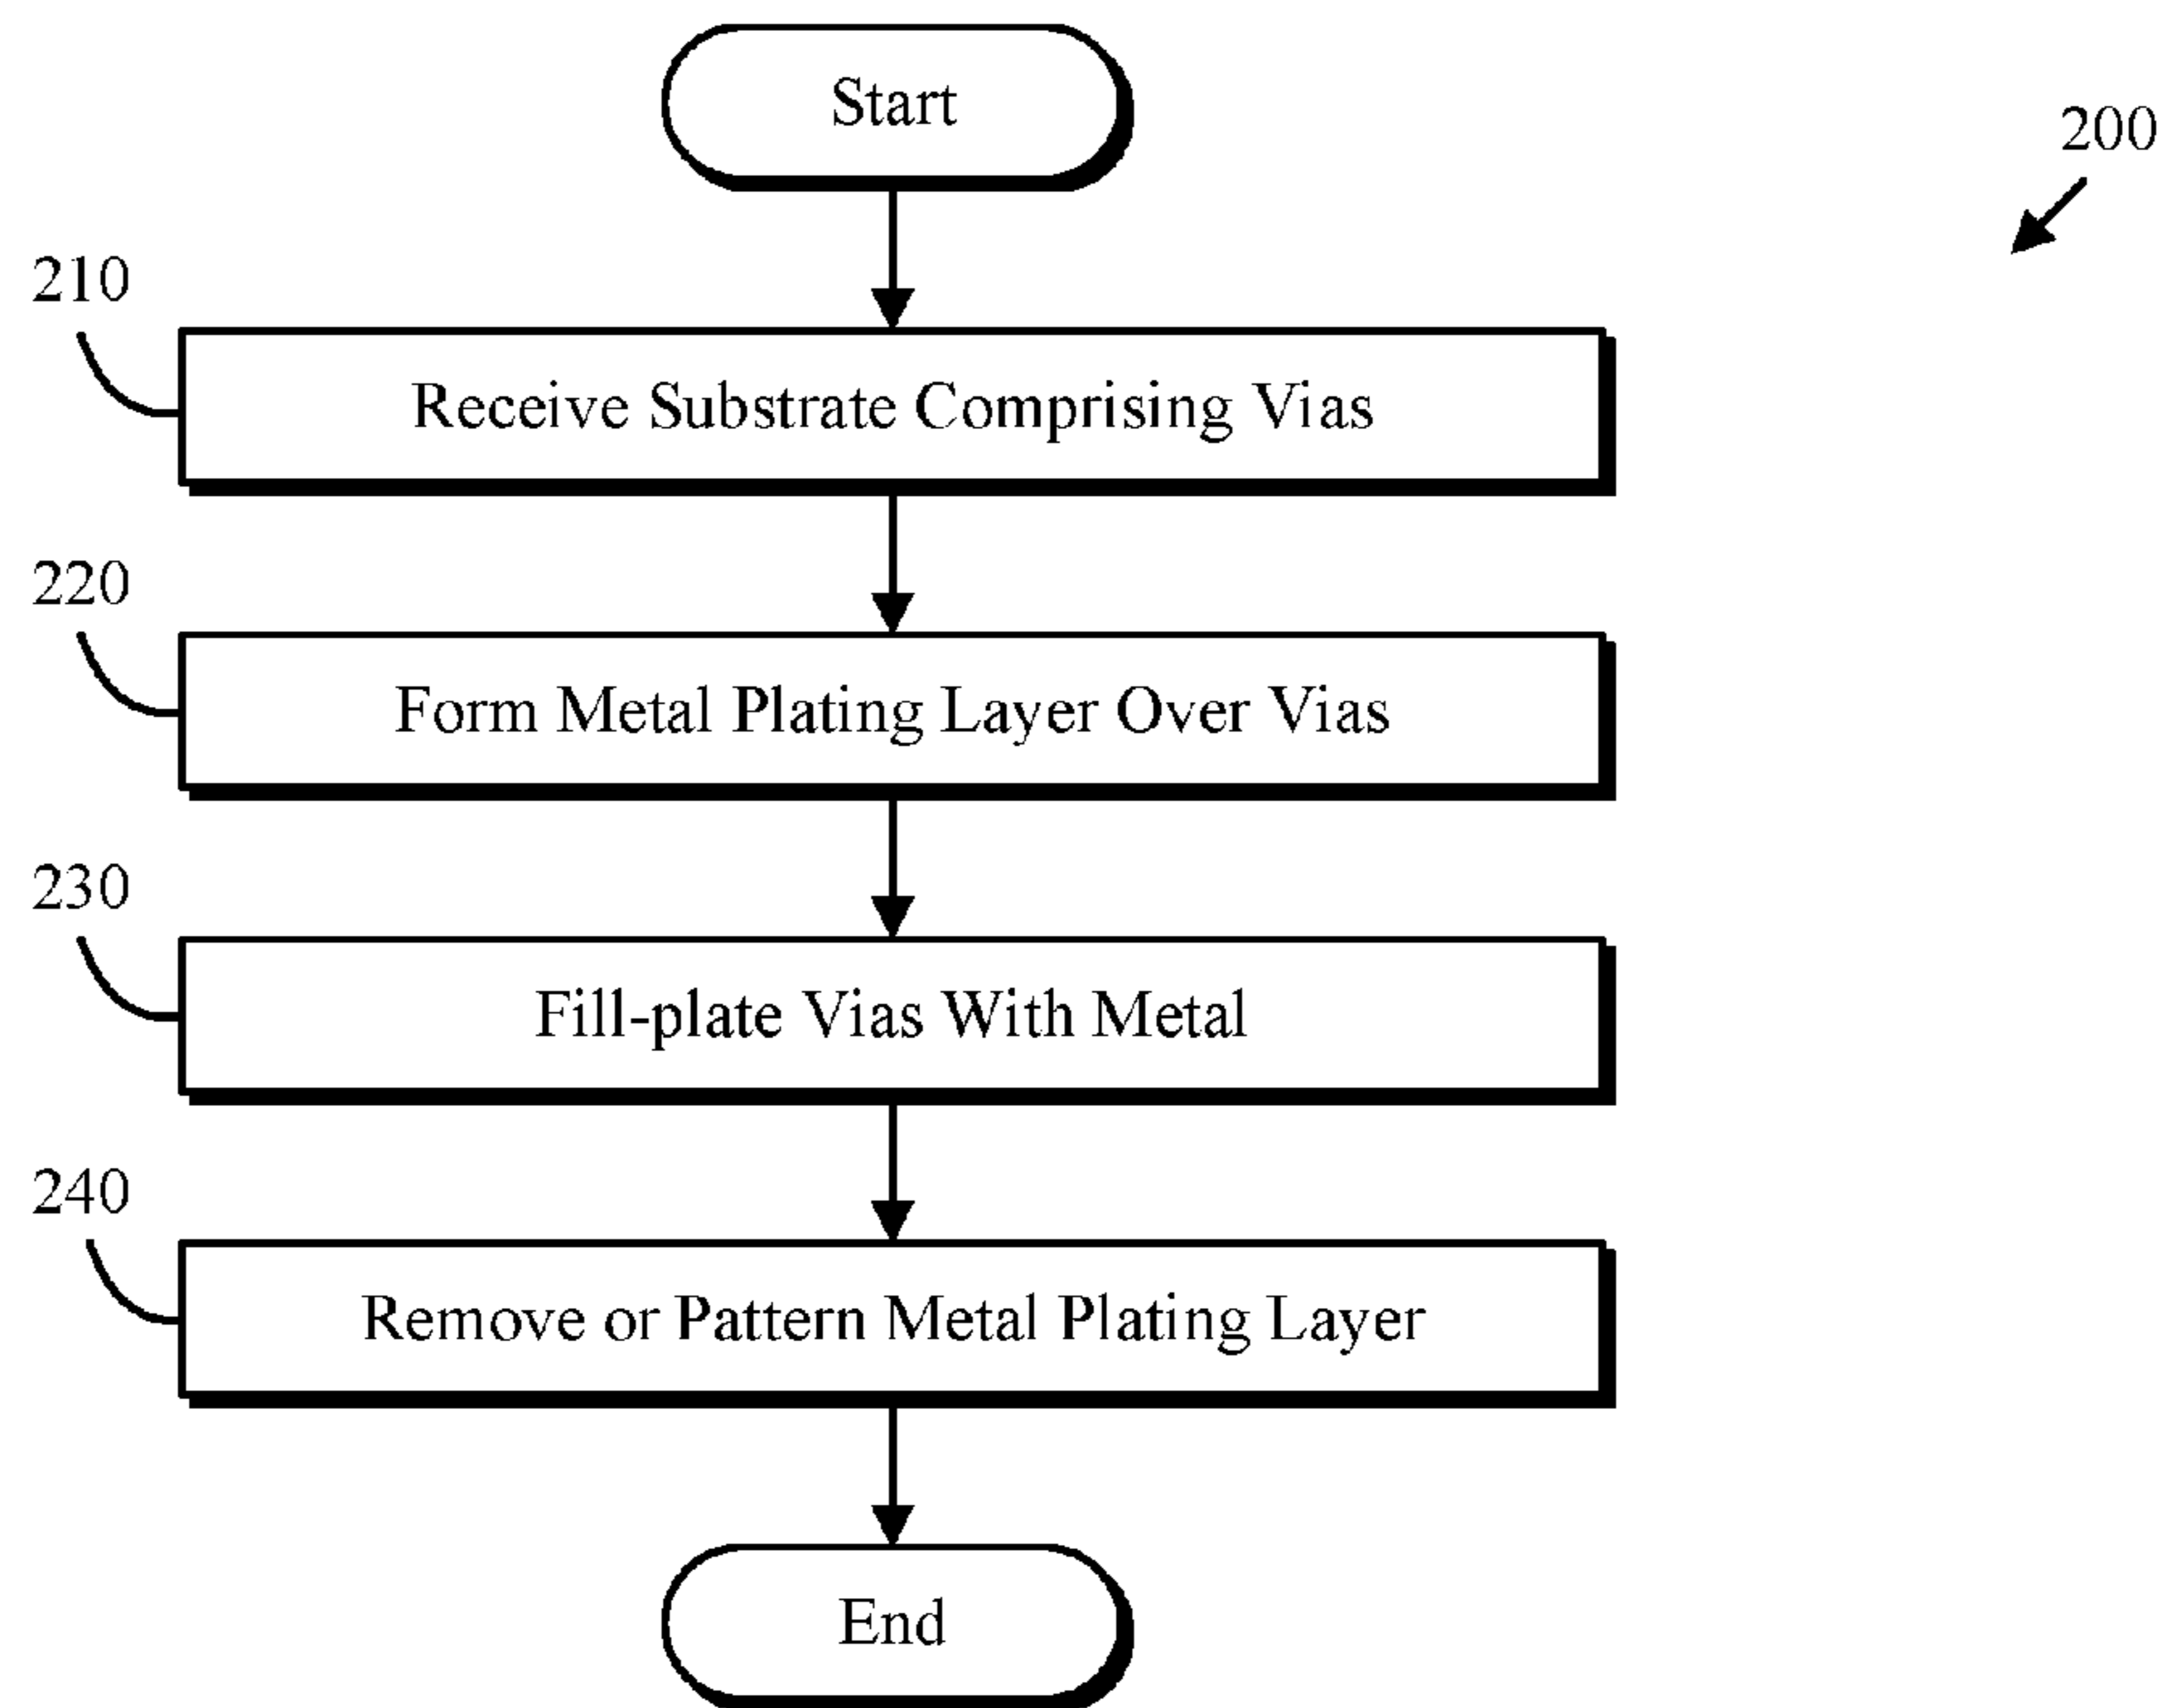 Start
200
210
Receive Substrate Comprising Vias
220
Form Metal Plating Layer Over Vias
230
Fill-plate Vias With Metal
240
Remove or Pattern Metal Plating Layer
End